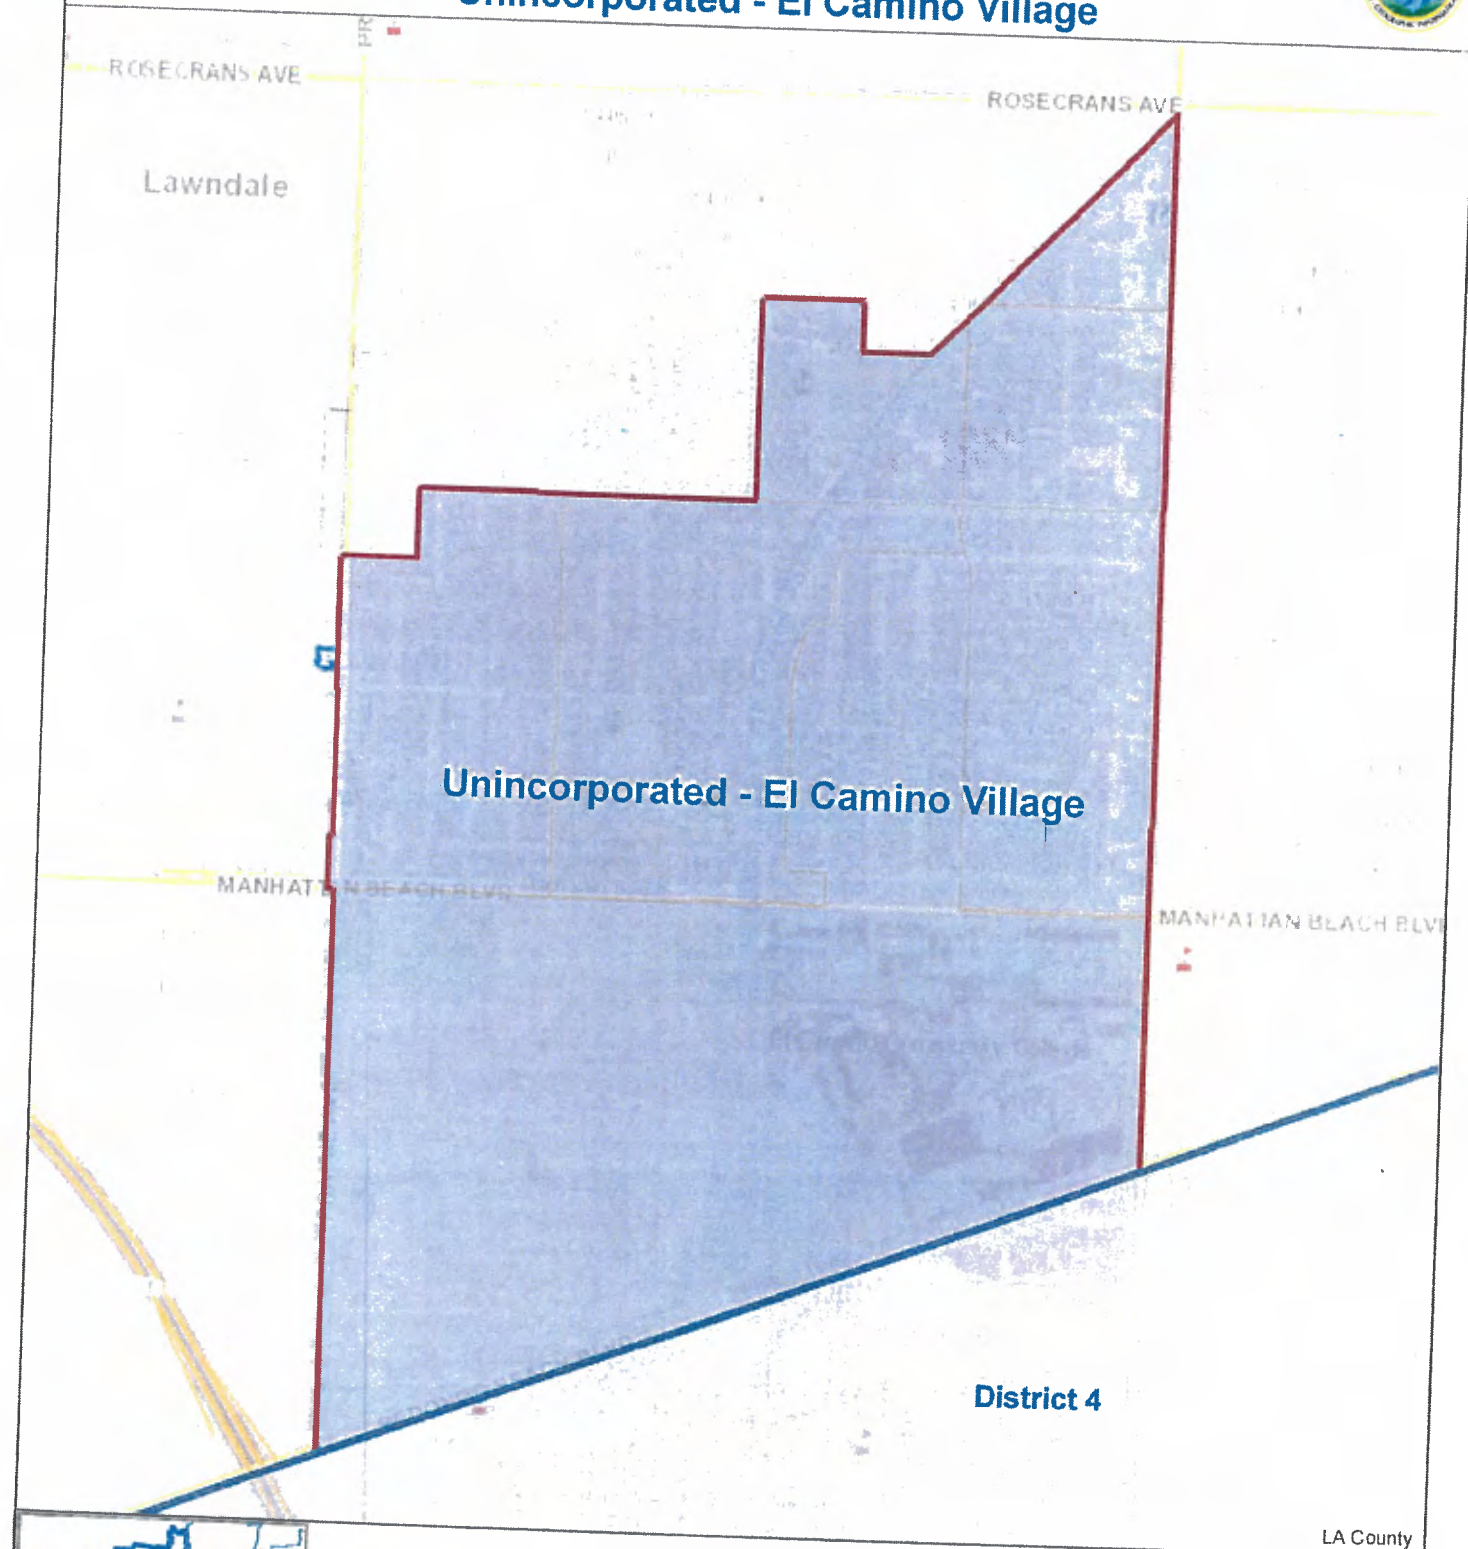 Unincorporated - El Camino Village
ROSECRANS AVE
ROSECRANS AVE
Lawndale
Unincorporated - El Camino Village
MANHATTAN BEACH BLVD
MANHATTAN BEACH BLVD
District 4
LA County